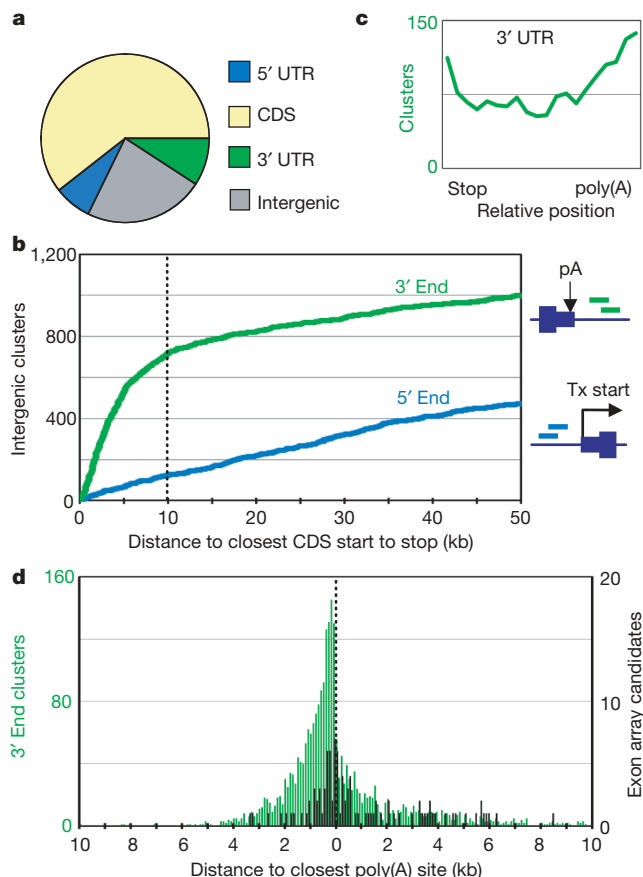 a
5′ UTR
CDS
3′ UTR
Intergenic
c
150
3′ UTR
Clusters
0
Stop
poly(A)
Relative position
b
1,200
800
400
0
Intergenic clusters
3′ End
5′ End
0 10 20 30 40 50
Distance to closest CDS start to stop (kb)
pA
Tx start
d
160
80
0
3′ End clusters
20
10
0
Exon array candidates
10 8 6 4 2 0 2 4 6 8 10
Distance to closest poly(A) site (kb)